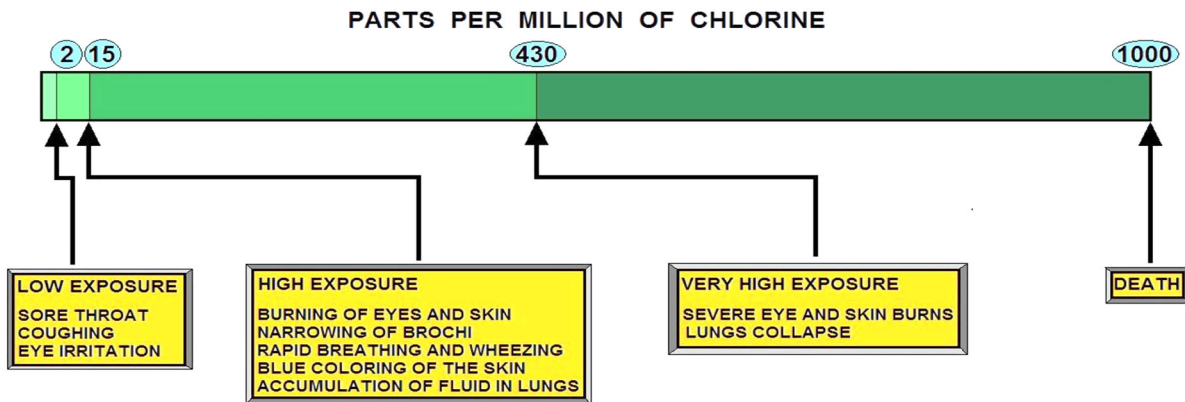 PARTS PER MILLION OF CHLORINE
2 15 430 1000
LOW EXPOSURE
SORE THROAT
COUGHING
EYE IRRITATION
HIGH EXPOSURE
BURNING OF EYES AND SKIN
NARROWING OF BROCHI
RAPID BREATHING AND WHEEZING
BLUE COLORING OF THE SKIN
ACCUMULATION OF FLUID IN LUNGS
VERY HIGH EXPOSURE
SEVERE EYE AND SKIN BURNS
LUNGS COLLAPSE
DEATH